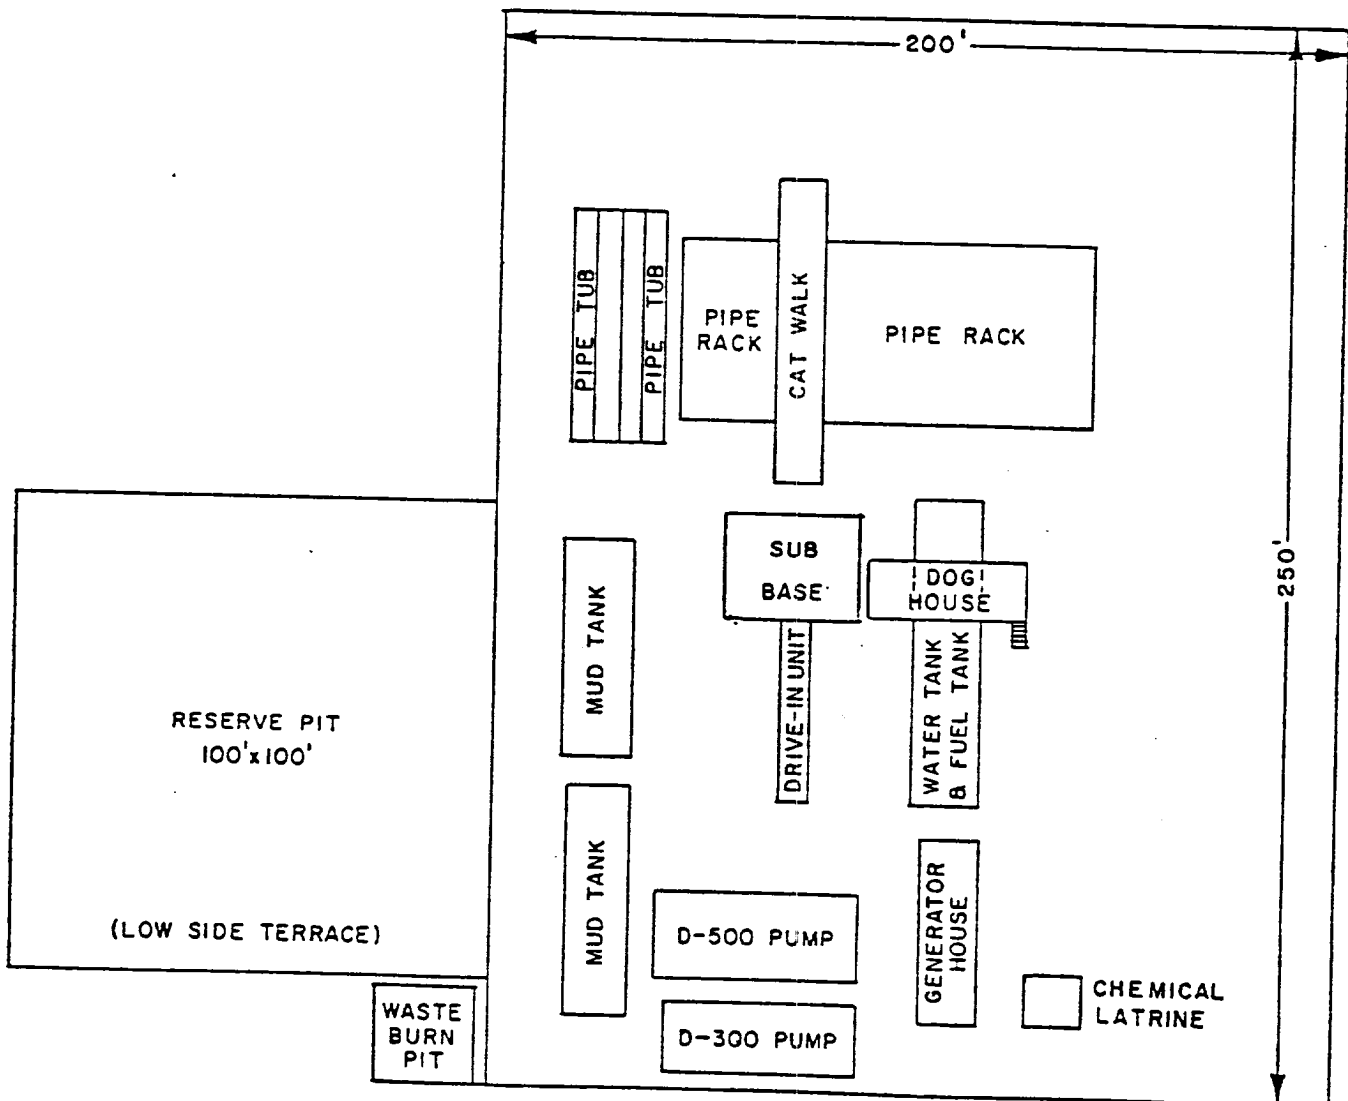 200'
PIPE TUB
PIPE TUB
PIPE
RACK
CAT WALK
PIPE RACK
250'
SUB
BASE
DOG
HOUSE
MUD TANK
DRIVE-IN UNIT
WATER TANK
& FUEL TANK
RESERVE PIT
100'x100'
(LOW SIDE TERRACE)
MUD TANK
D-500 PUMP
GENERATOR
HOUSE
CHEMICAL
LATRINE
WASTE
BURN
PIT
D-300 PUMP